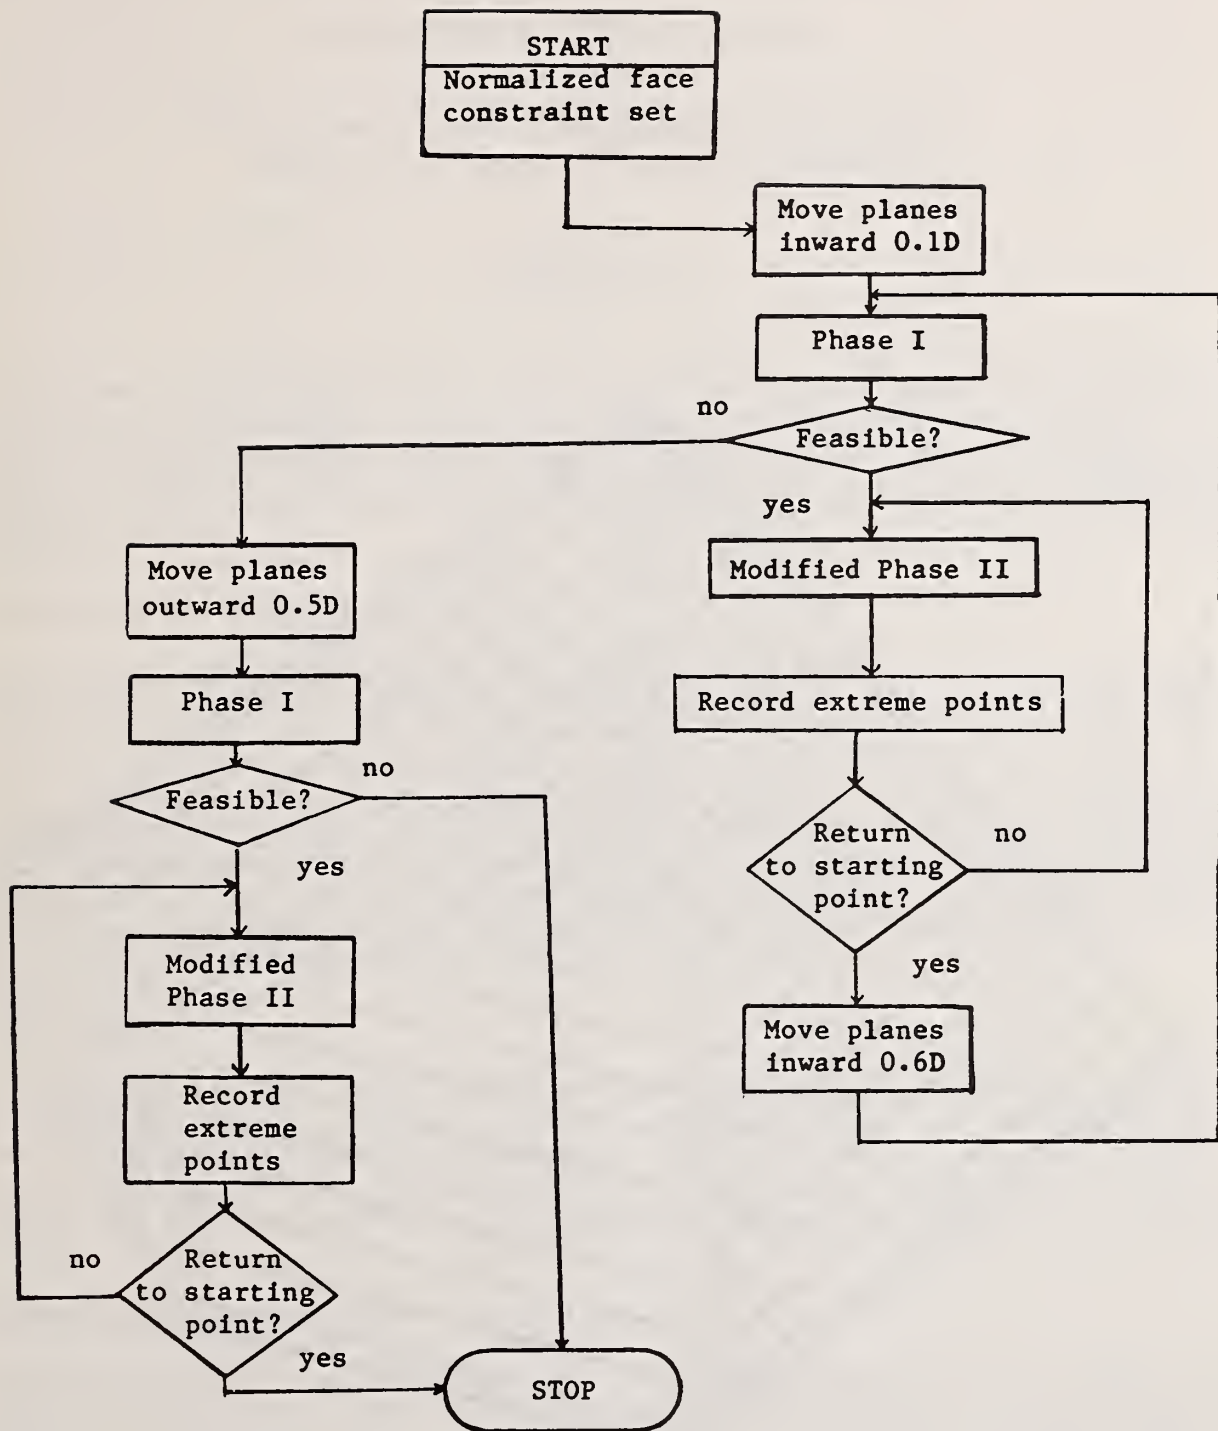 START
Normalized face
constraint set
Move planes
inward 0.1D
Phase I
no
Feasible?
yes
Modified Phase II
Record extreme points
Return
to starting
point?
no
yes
Move planes
inward 0.6D
Move planes
outward 0.5D
Phase I
no
Feasible?
yes
Modified
Phase II
Record
extreme
points
no
Return
to starting
point?
yes
STOP